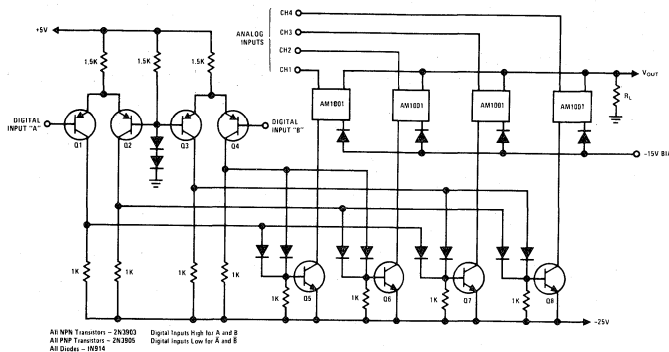 +5V
1.5K
1.5K
1.5K
ANALOG INPUTS
CH4
CH3
CH2
CH1
AM1001
AM1001
AM1001
AM1001
VOUT
RL
DIGITAL INPUT "A"
Q1
Q2
Q3
Q4
DIGITAL INPUT "B"
-15V BIA
1K
1K
1K
1K
1K
Q5
1K
Q6
1K
Q7
1K
Q8
-25V
All NPN Transistors – 2N3903 Digital Inputs High for A and B
All PNP Transistors – 2N3905 Digital Inputs Low for A̅ and B̅
All Diodes – IN914